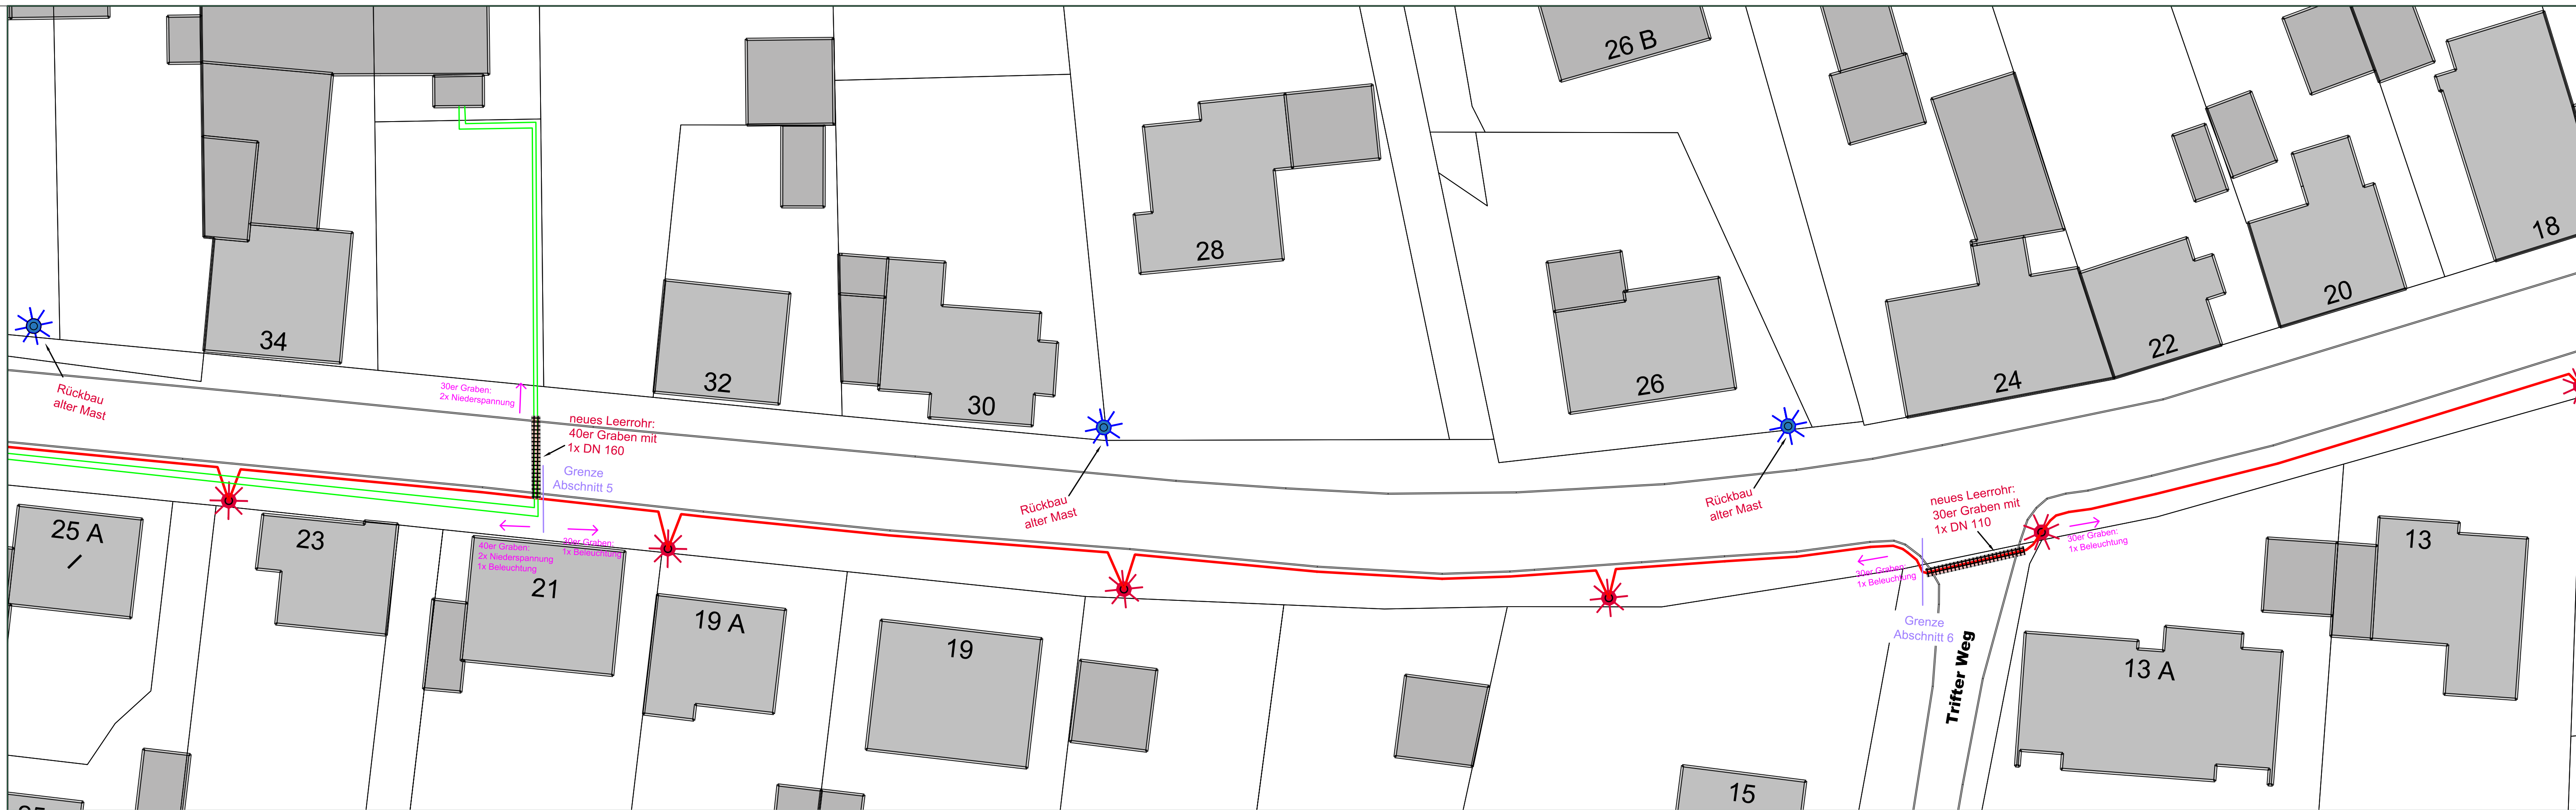 26 B
28
18
20
22
24
26
30
32
34
Rückbau
alter Mast
30er Graben:
2x Niederspannung
neues Leerrohr:
40er Graben mit
1x DN 160
Grenze
Abschnitt 5
Rückbau
alter Mast
Rückbau
alter Mast
neues Leerrohr:
30er Graben mit
1x DN 110
30er Graben:
1x Beleuchtung
40er Graben:
2x Niederspannung
1x Beleuchtung
30er Graben:
1x Beleuchtung
30er Graben:
1x Beleuchtung
Grenze
Abschnitt 6
25 A
23
21
19 A
19
15
Trifter Weg
13 A
13